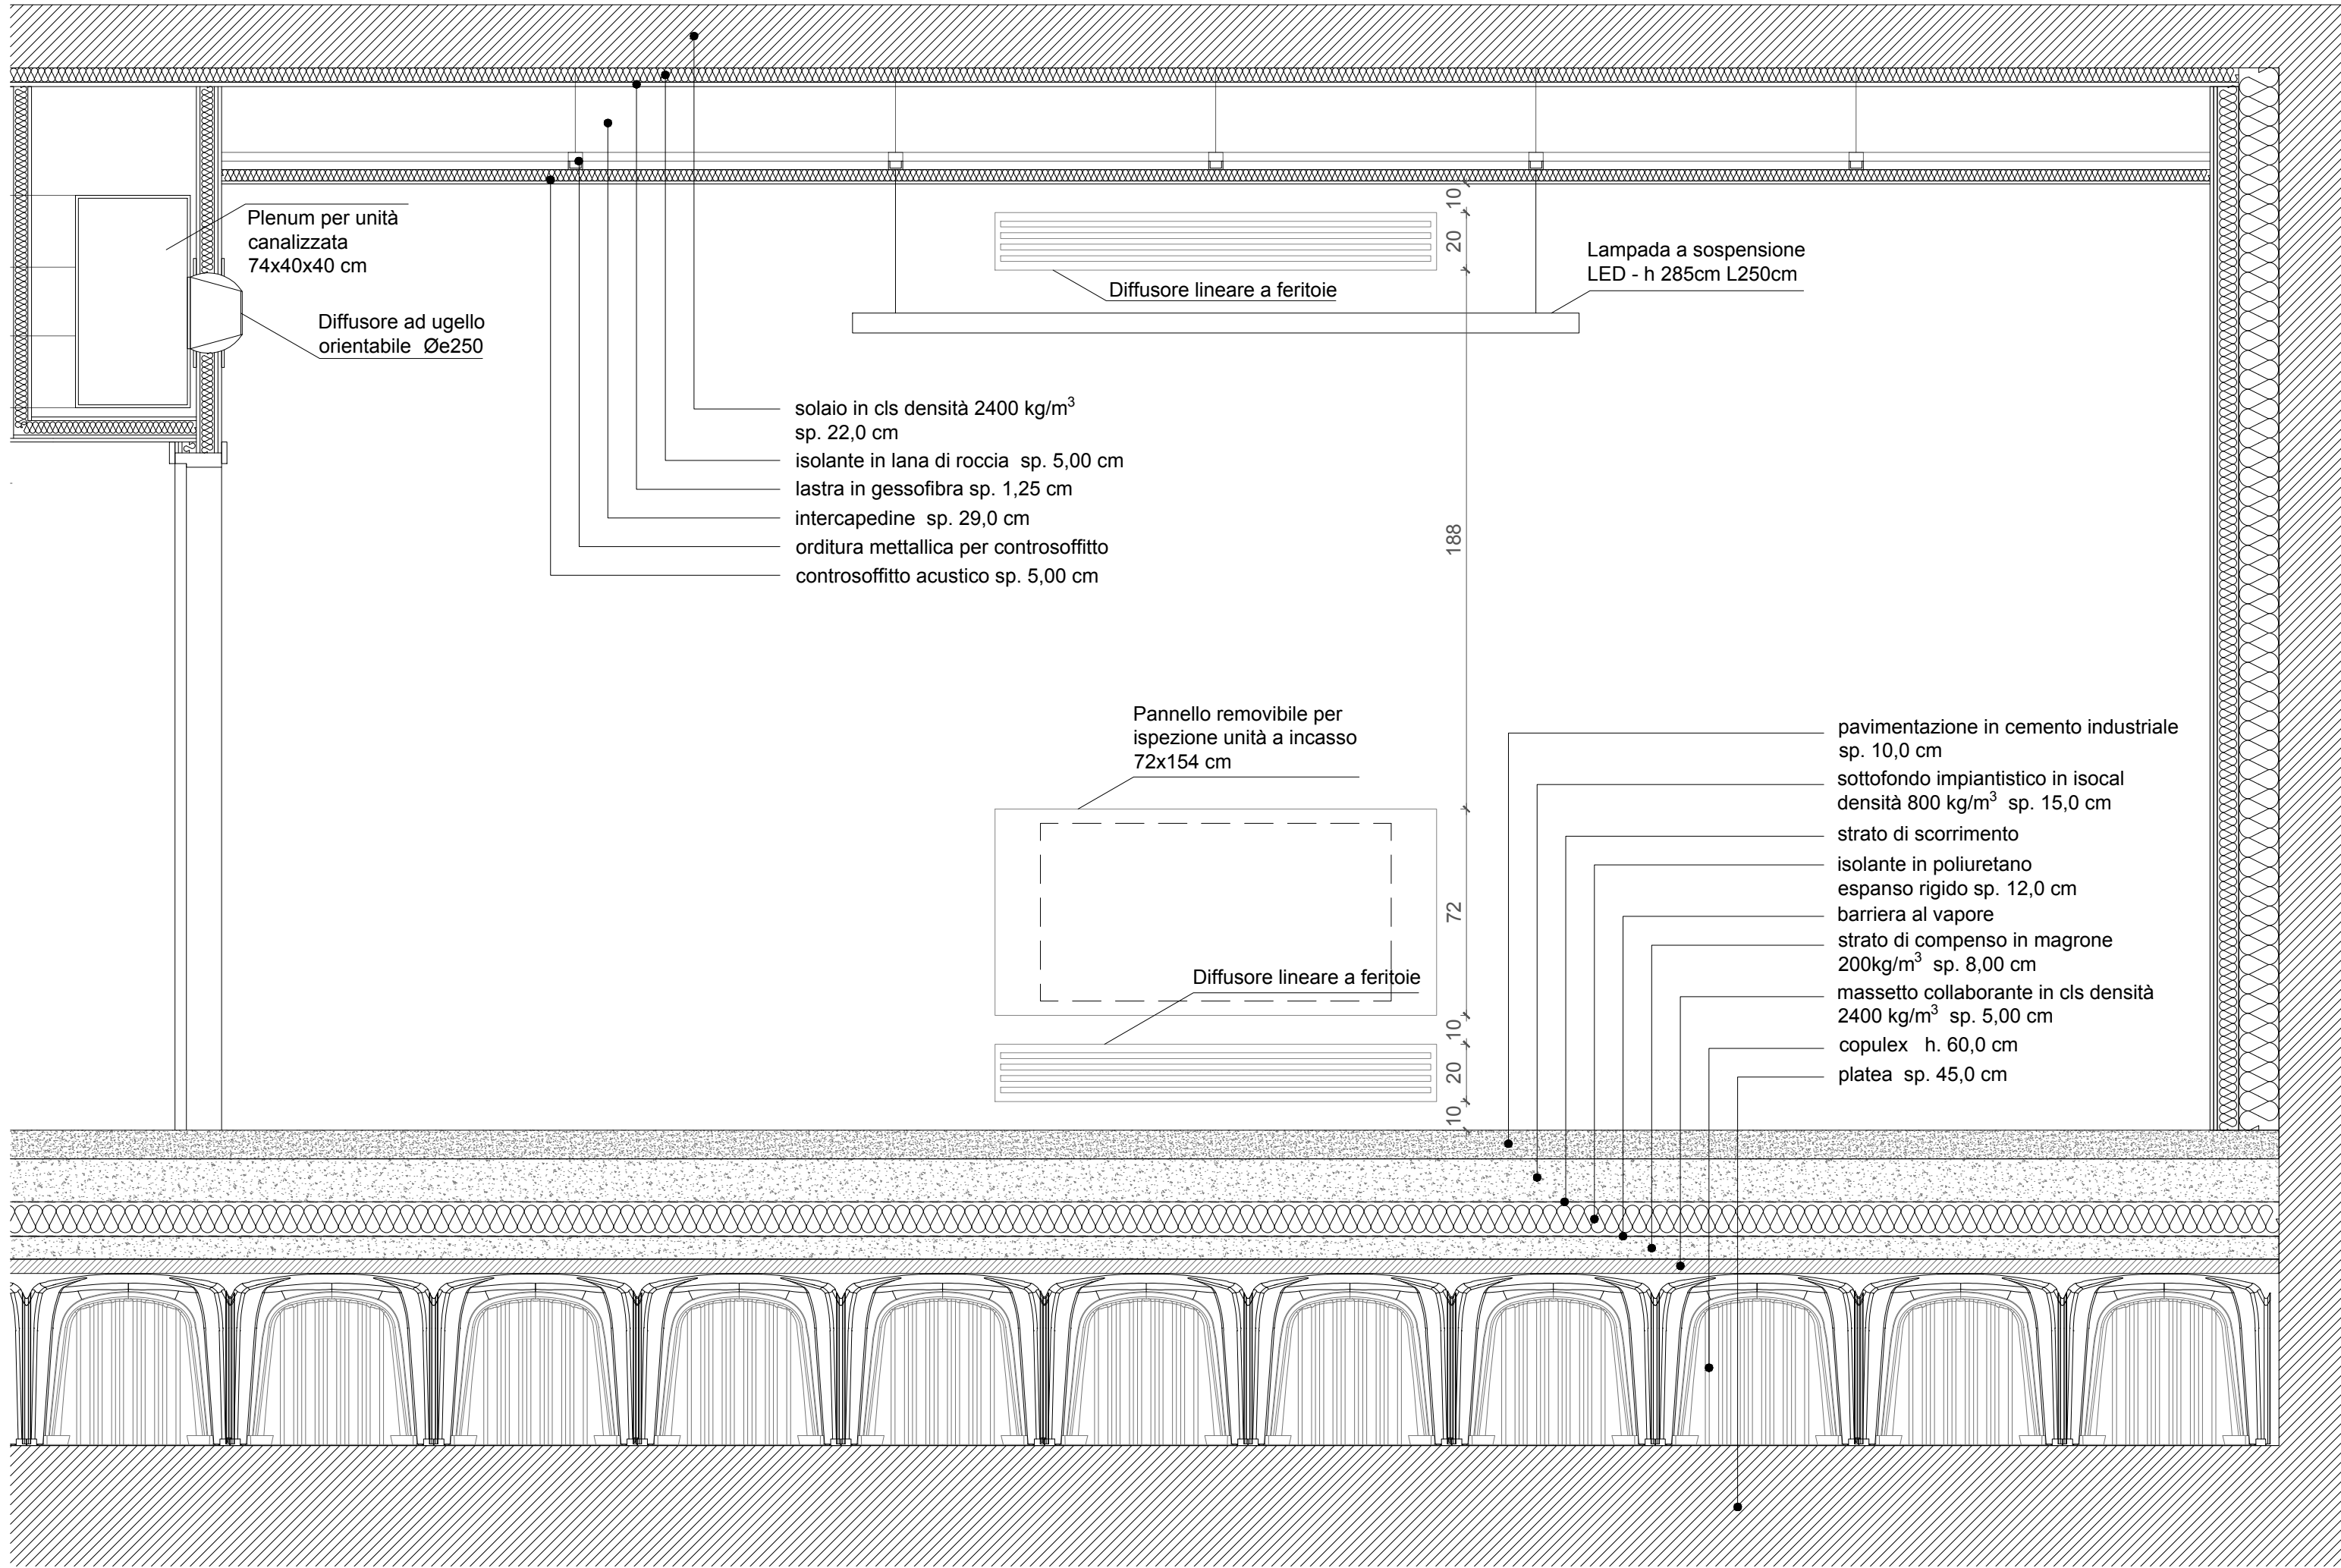 Plenum per unità
canalizzata
74x40x40 cm
Diffusore ad ugello
orientabile Øe250
10
20
Diffusore lineare a feritoie
Lampada a sospensione
LED - h 285cm L250cm
solaio in cls densità 2400 kg/m³
sp. 22,0 cm
isolante in lana di roccia sp. 5,00 cm
lastra in gessofibra sp. 1,25 cm
intercapedine sp. 29,0 cm
orditura mettallica per controsoffitto
controsoffitto acustico sp. 5,00 cm
188
Pannello removibile per
ispezione unità a incasso
72x154 cm
72
Diffusore lineare a feritoie
10
20
10
pavimentazione in cemento industriale
sp. 10,0 cm
sottofondo impiantistico in isocal
densità 800 kg/m³ sp. 15,0 cm
strato di scorrimento
isolante in poliuretano
espanso rigido sp. 12,0 cm
barriera al vapore
strato di compenso in magrone
200kg/m³ sp. 8,00 cm
massetto collaborante in cls densità
2400 kg/m³ sp. 5,00 cm
copulex h. 60,0 cm
platea sp. 45,0 cm